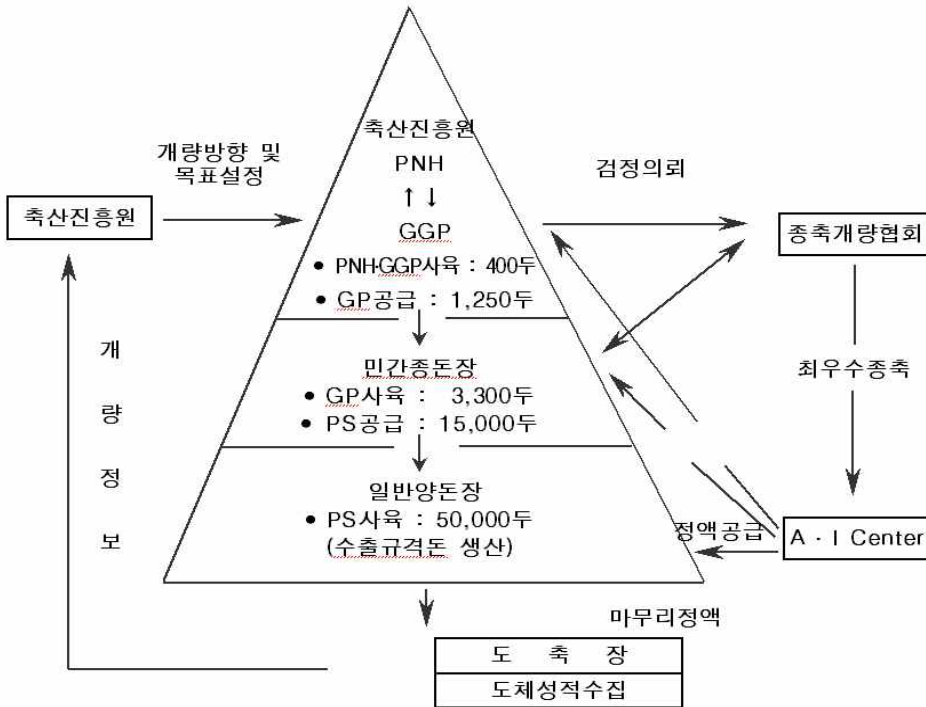 축산진흥원
개량방향 및
목표설정
PNH
검정의뢰
↑ ↓
축산진흥원
GGP
종축개량협회
• PNH·GGP사육 : 400두
• GP공급 : 1,250두
개
량
정
보
민간종돈장
최우수종축
• GP사육 : 3,300두
• PS공급 : 15,000두
일반양돈장
• PS사육 : 50,000두
(수출규격돈 생산)
정액공급
A · I Center
마무리정액
도 축 장
도체성적수집